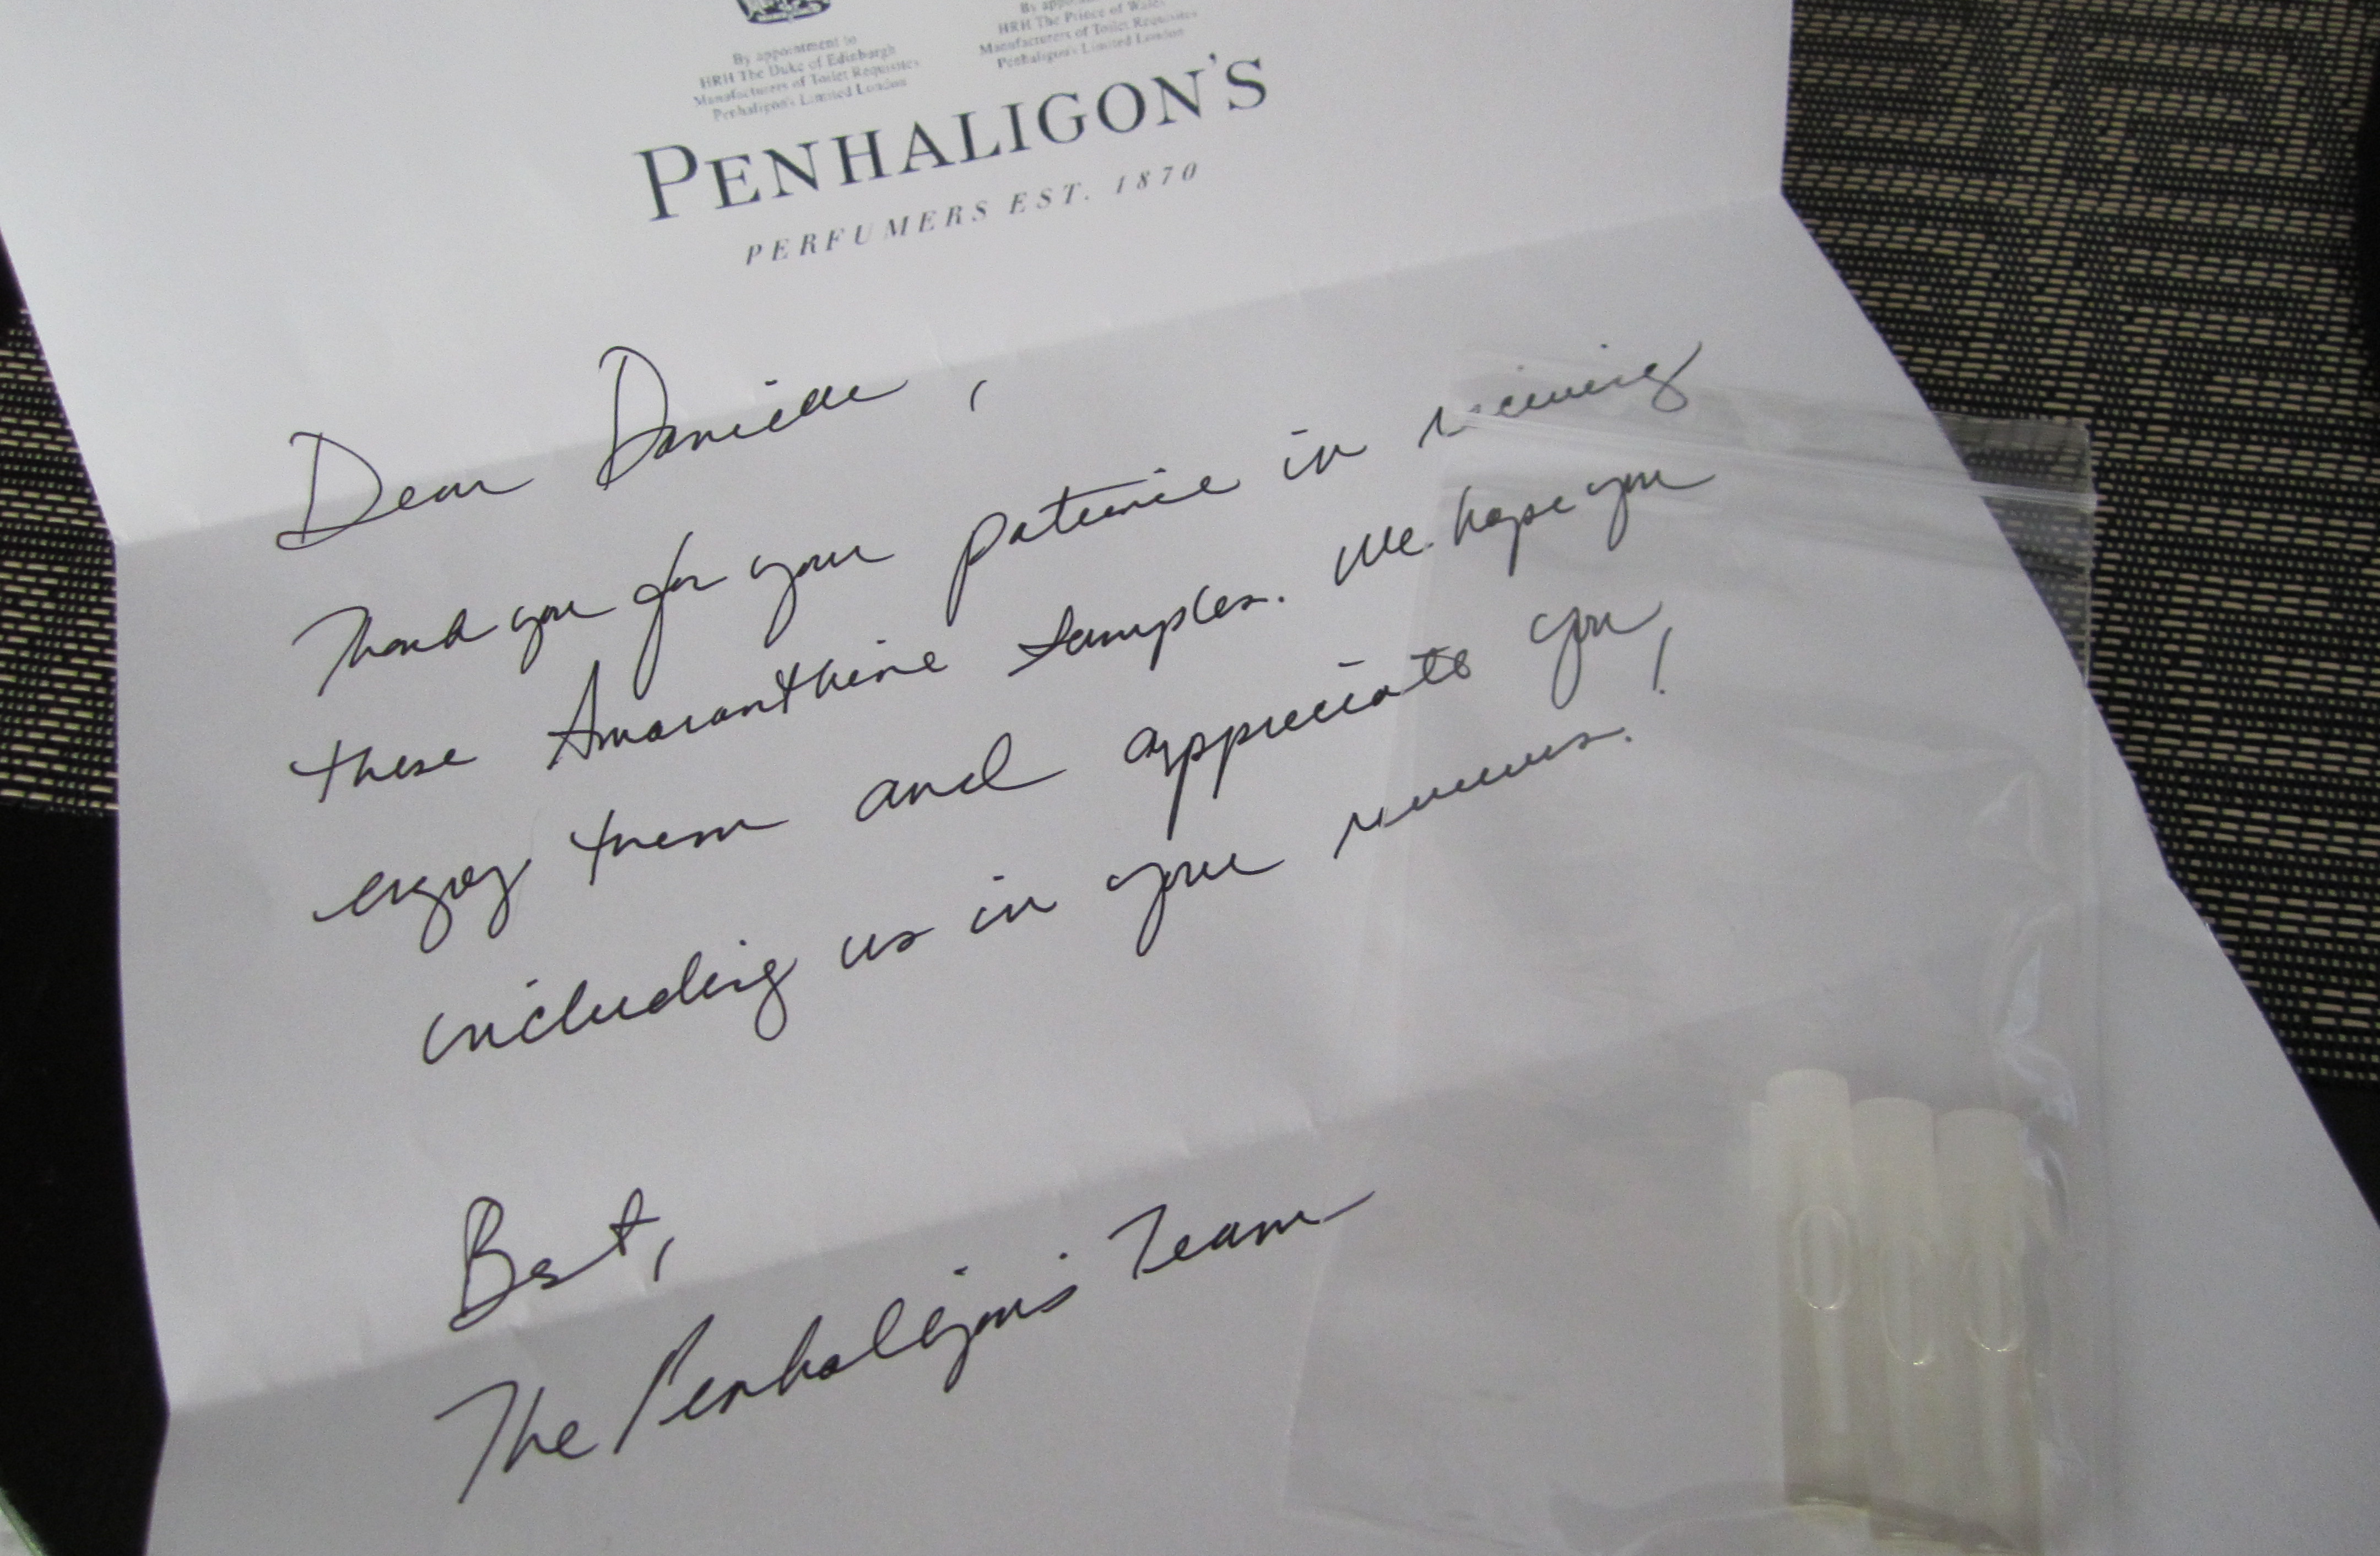 By appointment to
HRH The Duke of Edinburgh
Manufacturers of Toilet Requisites
Penhaligon's Limited London
By appointment to
HRH The Prince of Wales
Manufacturers of Toilet Requisites
Penhaligon's Limited London
PENHALIGON'S
PERFUMERS EST. 1870
Dear Danielle,
Thank you for your patience in receiving
these Amaranthine samples. We hope you
enjoy them and appreciate you,
including us in your reviews.
Best,
The Penhaligon's Team